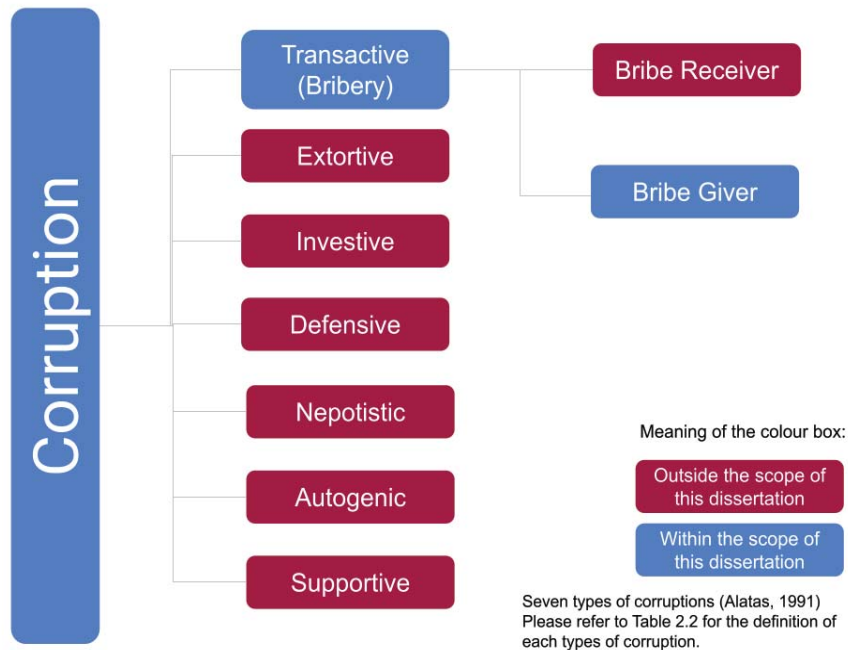 Corruption
Transactive
(Bribery)
Extortive
Investive
Defensive
Nepotistic
Autogenic
Supportive
Bribe Receiver
Bribe Giver
Meaning of the colour box:
Outside the scope of
this dissertation
Within the scope of
this dissertation
Seven types of corruptions (Alatas, 1991)
Please refer to Table 2.2 for the definition of
each types of corruption.